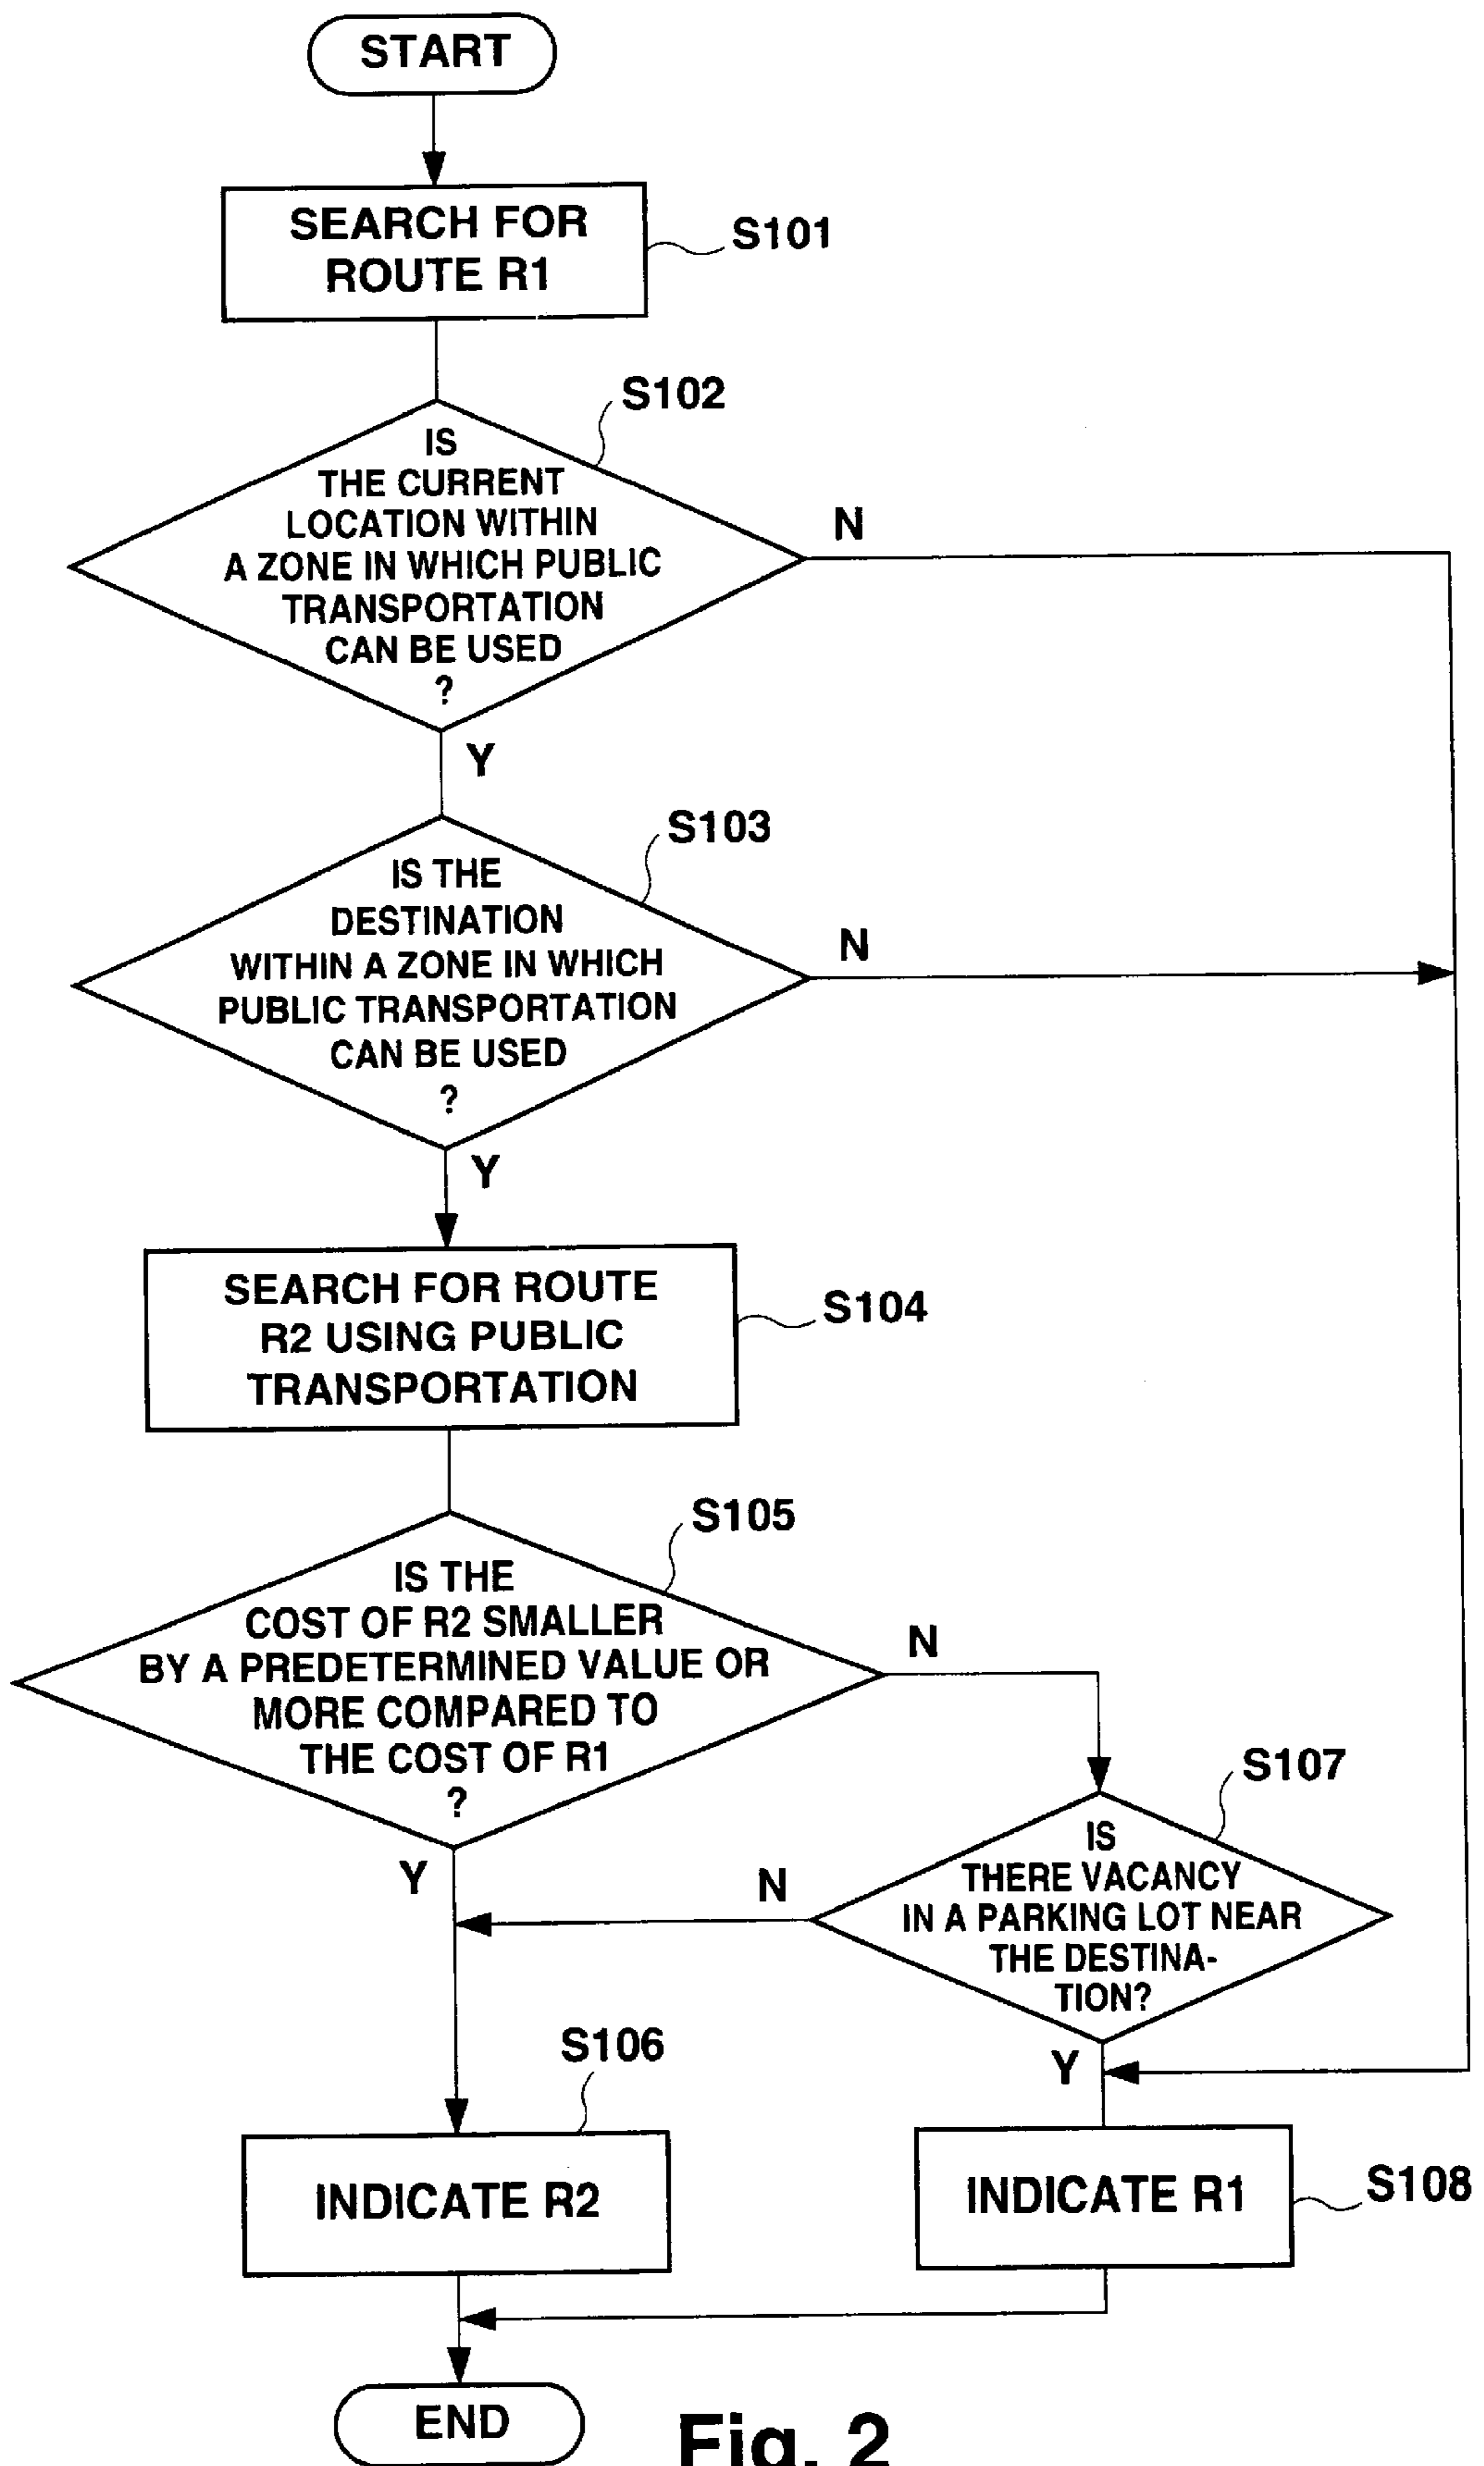 START
SEARCH FOR
ROUTE R1
S101
S102
IS
THE CURRENT
LOCATION WITHIN
A ZONE IN WHICH PUBLIC
TRANSPORTATION
CAN BE USED
?
N
Y
S103
IS THE
DESTINATION
WITHIN A ZONE IN WHICH
PUBLIC TRANSPORTATION
CAN BE USED
?
N
Y
SEARCH FOR ROUTE
R2 USING PUBLIC
TRANSPORTATION
S104
S105
IS THE
COST OF R2 SMALLER
BY A PREDETERMINED VALUE OR
MORE COMPARED TO
THE COST OF R1
?
N
Y
S107
IS
THERE VACANCY
IN A PARKING LOT NEAR
THE DESTINA-
TION?
N
Y
S106
INDICATE R2
INDICATE R1
S108
END
Fig. 2